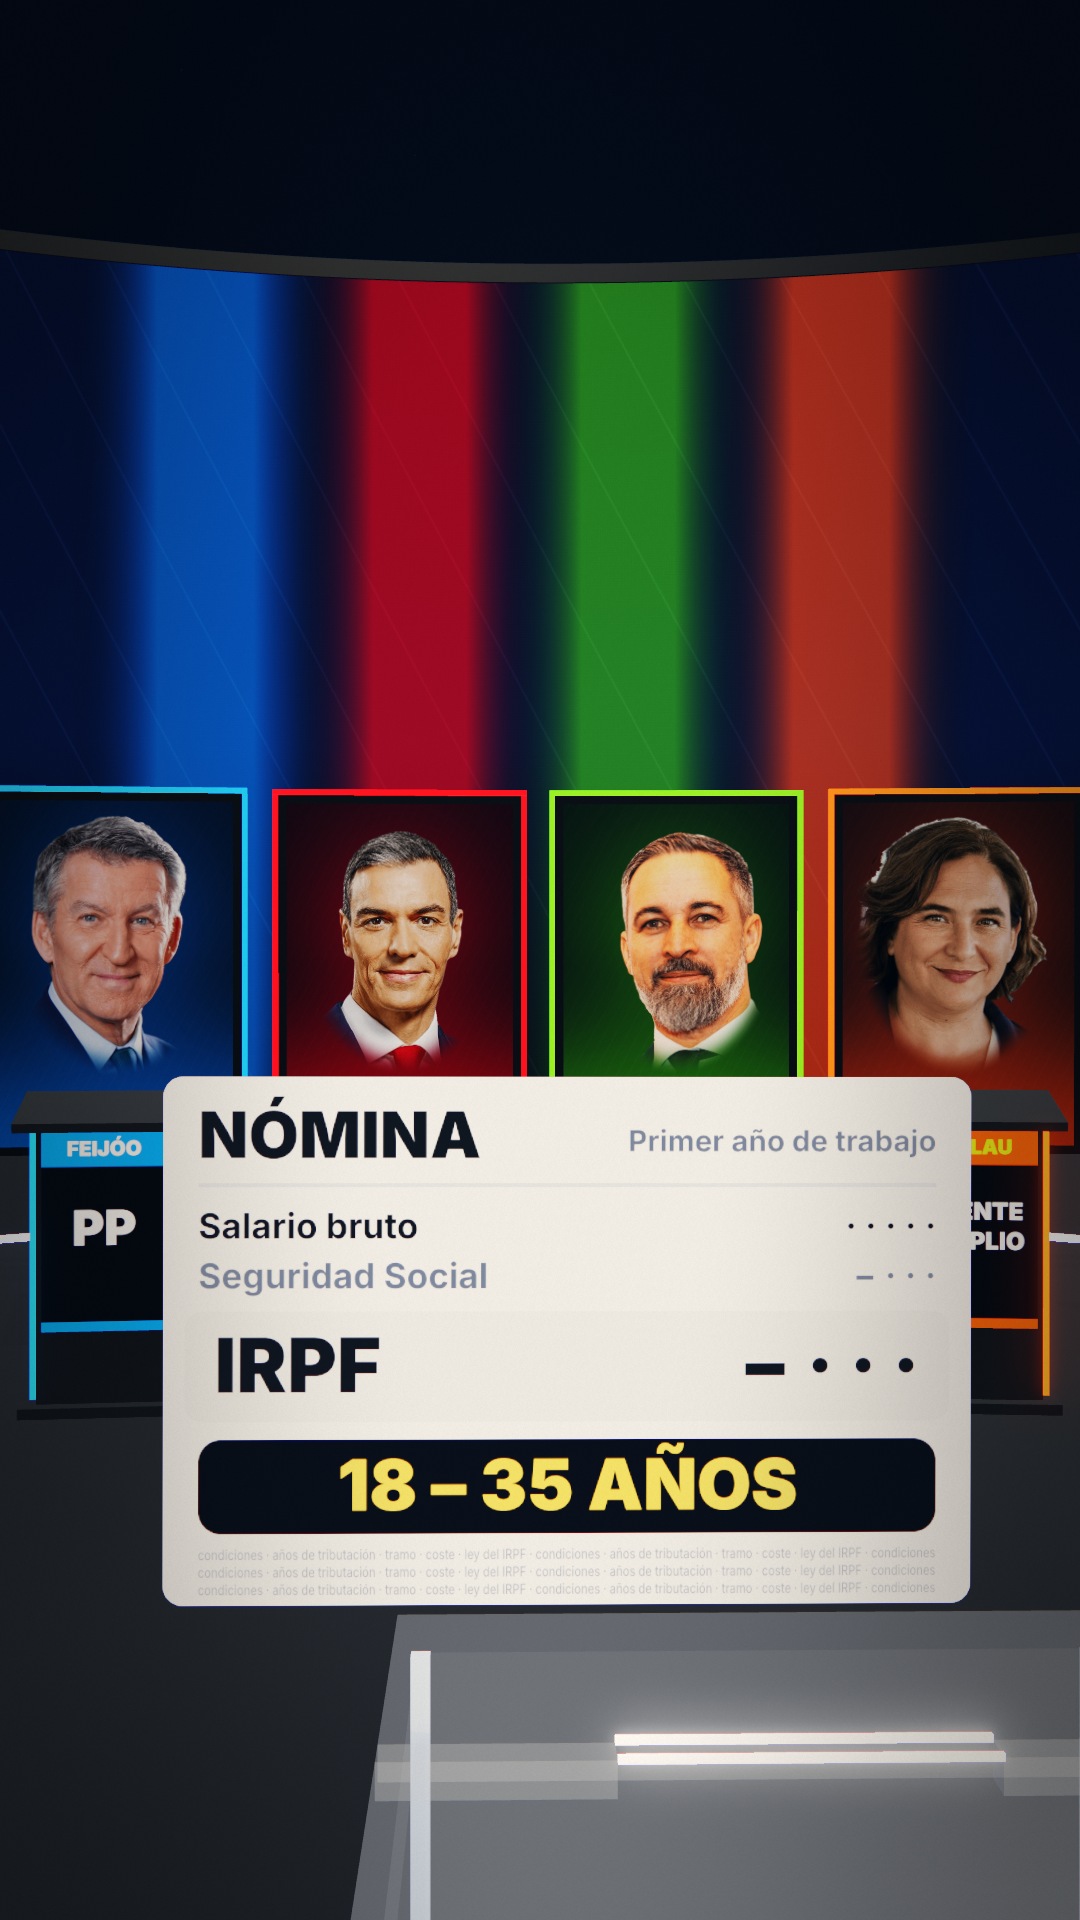 FEIJÓO
PP
LAU
ENTE
PLIO
NÓMINA
Primer año de trabajo
Salario bruto · · · · ·
Seguridad Social – · · ·
IRPF – • • •
18 – 35 AÑOS
condiciones · años de tributación · tramo · coste · ley del IRPF · condiciones · años de tributación · tramo · coste · ley del IRPF · condiciones
condiciones · años de tributación · tramo · coste · ley del IRPF · condiciones · años de tributación · tramo · coste · ley del IRPF · condiciones
condiciones · años de tributación · tramo · coste · ley del IRPF · condiciones · años de tributación · tramo · coste · ley del IRPF · condiciones